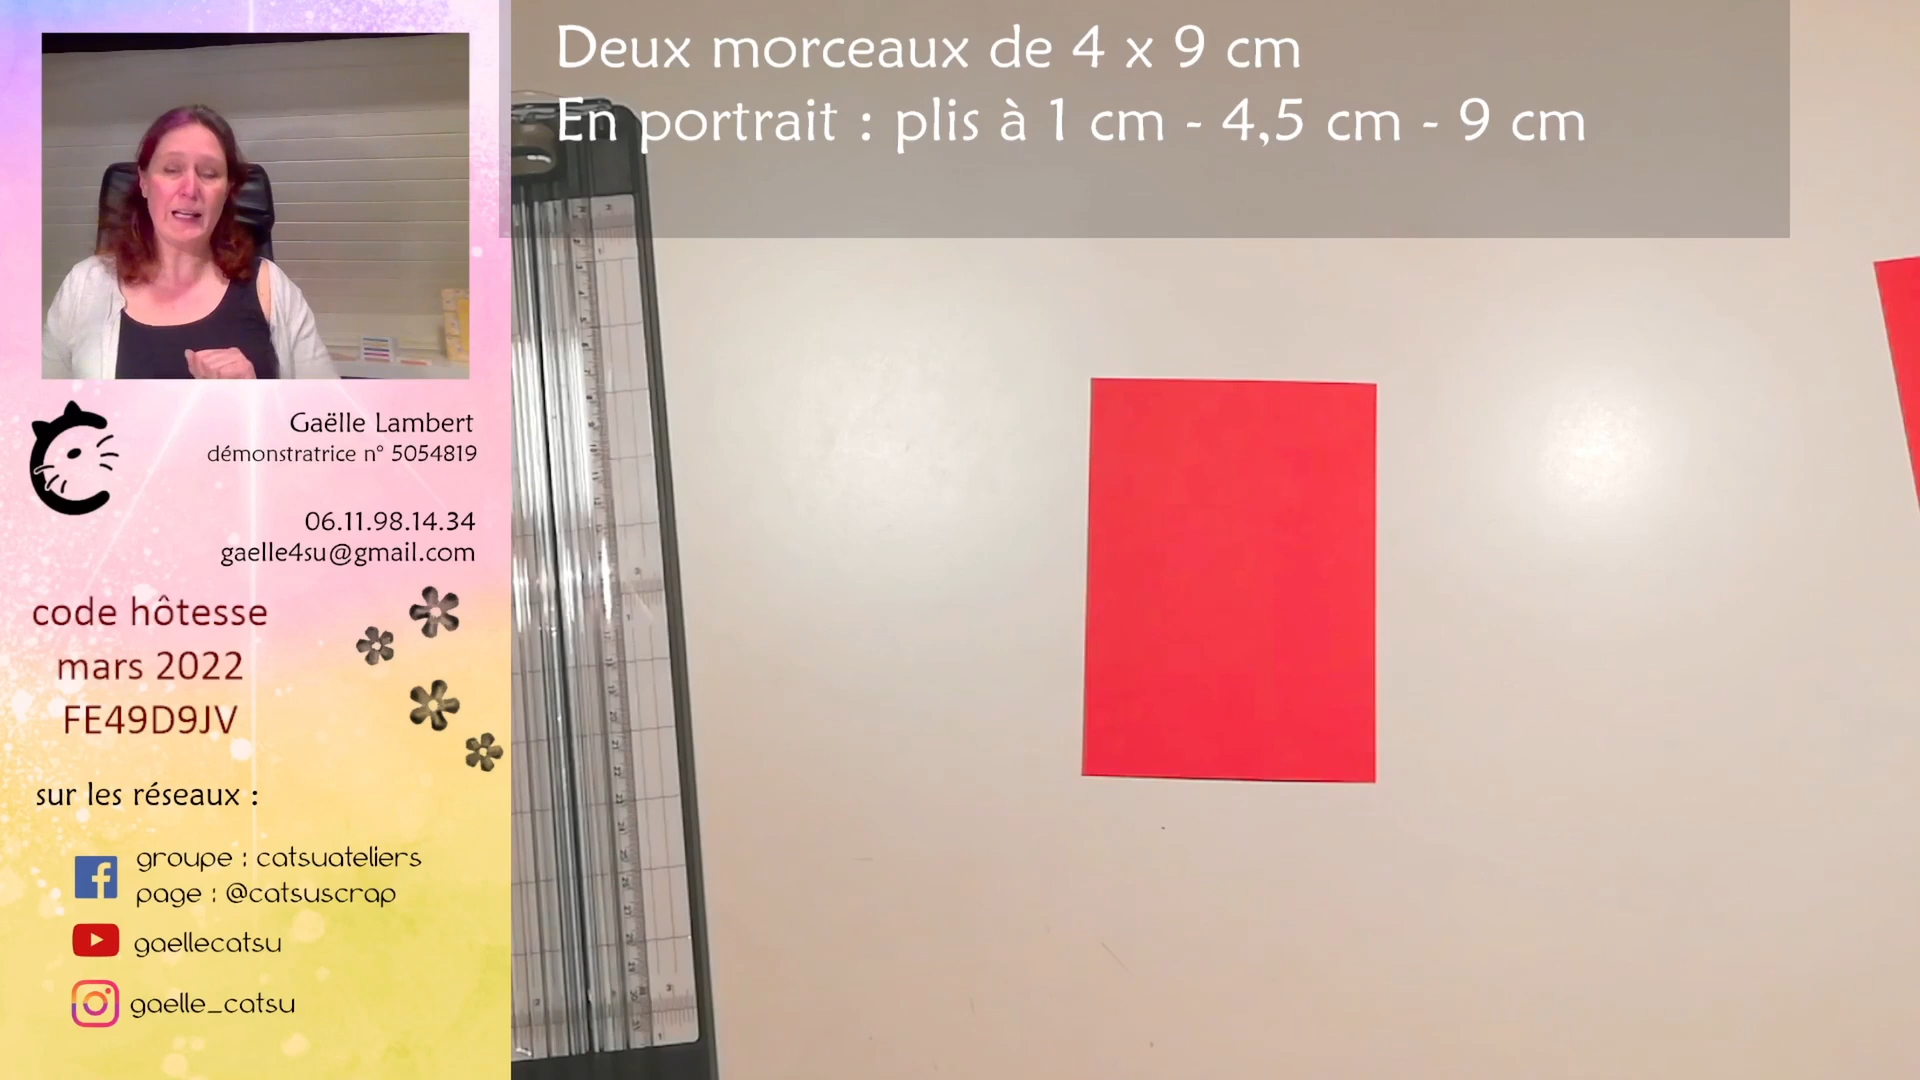 Deux morceaux de 4 x 9 cm
En portrait : plis à 1 cm - 4,5 cm - 9 cm
Gaëlle Lambert
démonstratrice n° 5054819
06.11.98.14.34
gaelle4su@gmail.com
code hôtesse
mars 2022
FE49D9JV
sur les réseaux :
groupe : catsuateliers
page : @catsuscrap
gaellecatsu
gaelle_catsu